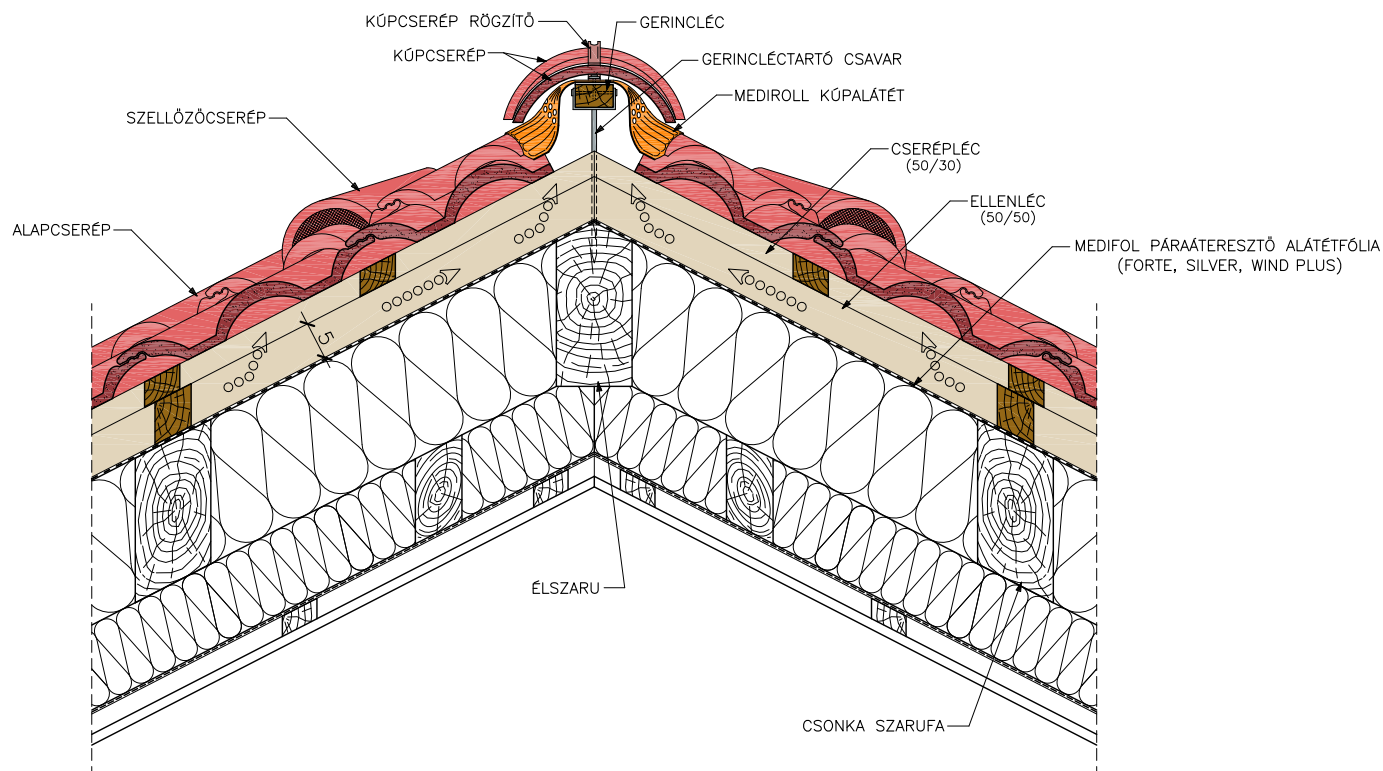 KÚPCSERÉP RÖGZÍTŐ
GERINCLÉC
KÚPCSERÉP
GERINCLÉCTARTÓ CSAVAR
MEDIROLL KÚPALÁTÉT
SZELLŐZŐCSERÉP
CSERÉPLÉC
(50/30)
ELLENLÉC
(50/50)
ALAPCSERÉP
MEDIFOL PÁRAÁTERESZTŐ ALÁTÉTFÓLIA
(FORTE, SILVER, WIND PLUS)
5
ÉLSZARU
CSONKA SZARUFA